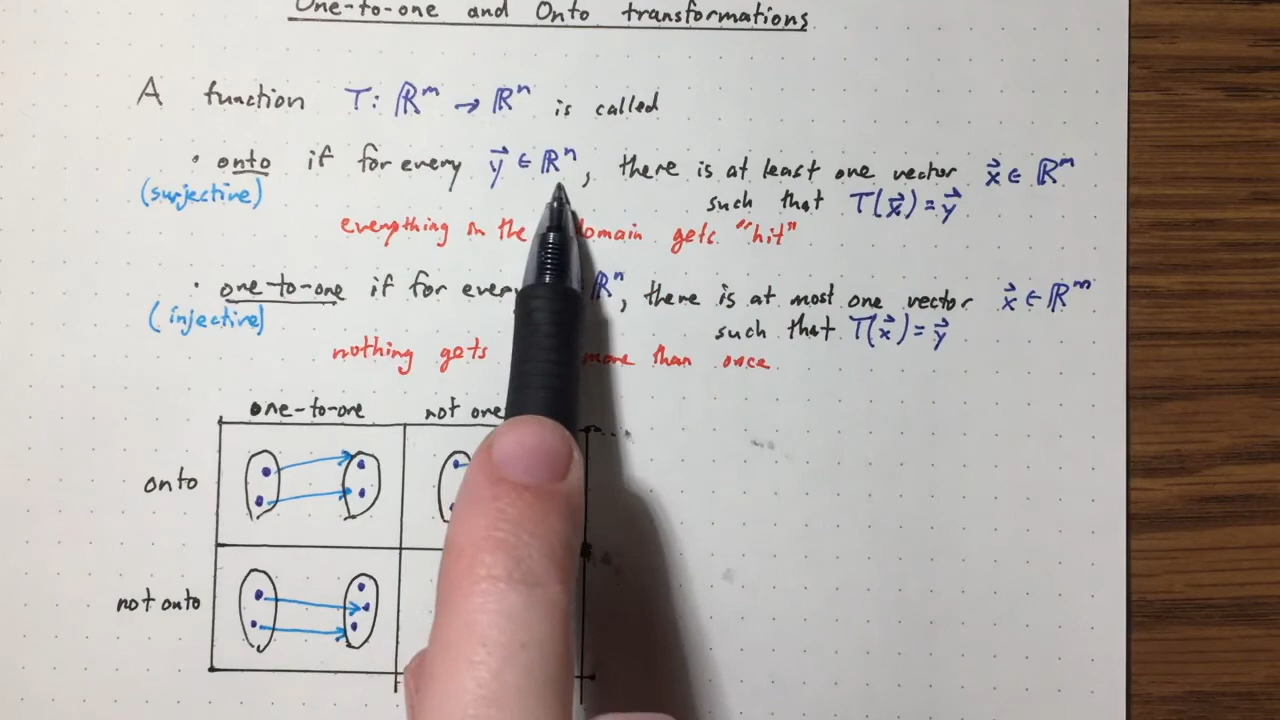 One-to-one and Onto transformations
A function T: ℝᵐ → ℝⁿ is called
• onto if for every y⃗ ∈ ℝⁿ, there is at least one vector x⃗ ∈ ℝᵐ
(surjective) such that T(x⃗) = y⃗
everything in the domain gets "hit"
• one-to-one if for every ℝⁿ, there is at most one vector x⃗ ∈ ℝᵐ
(injective) such that T(x⃗) = y⃗
nothing gets more than once
one-to-one not one
onto
not onto